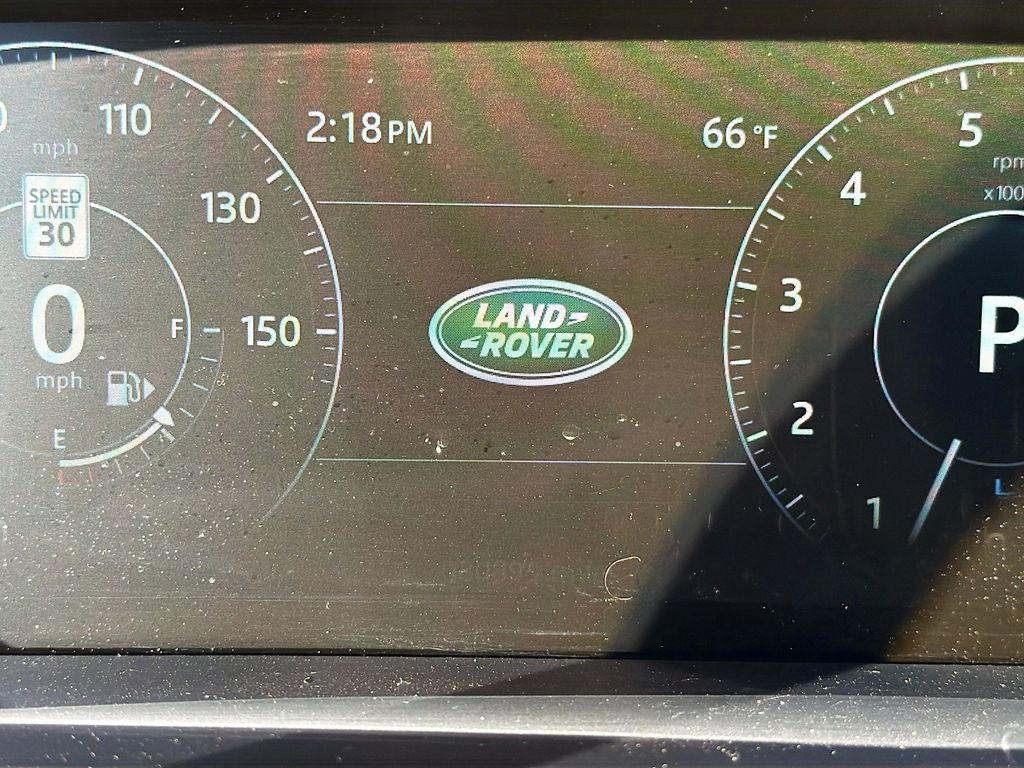 110
mph
SPEED
LIMIT
30
130
0
mph
F
150
E
2:18 PM
66 °F
LAND
ROVER
5
rpm
4
3
2
1
P
L